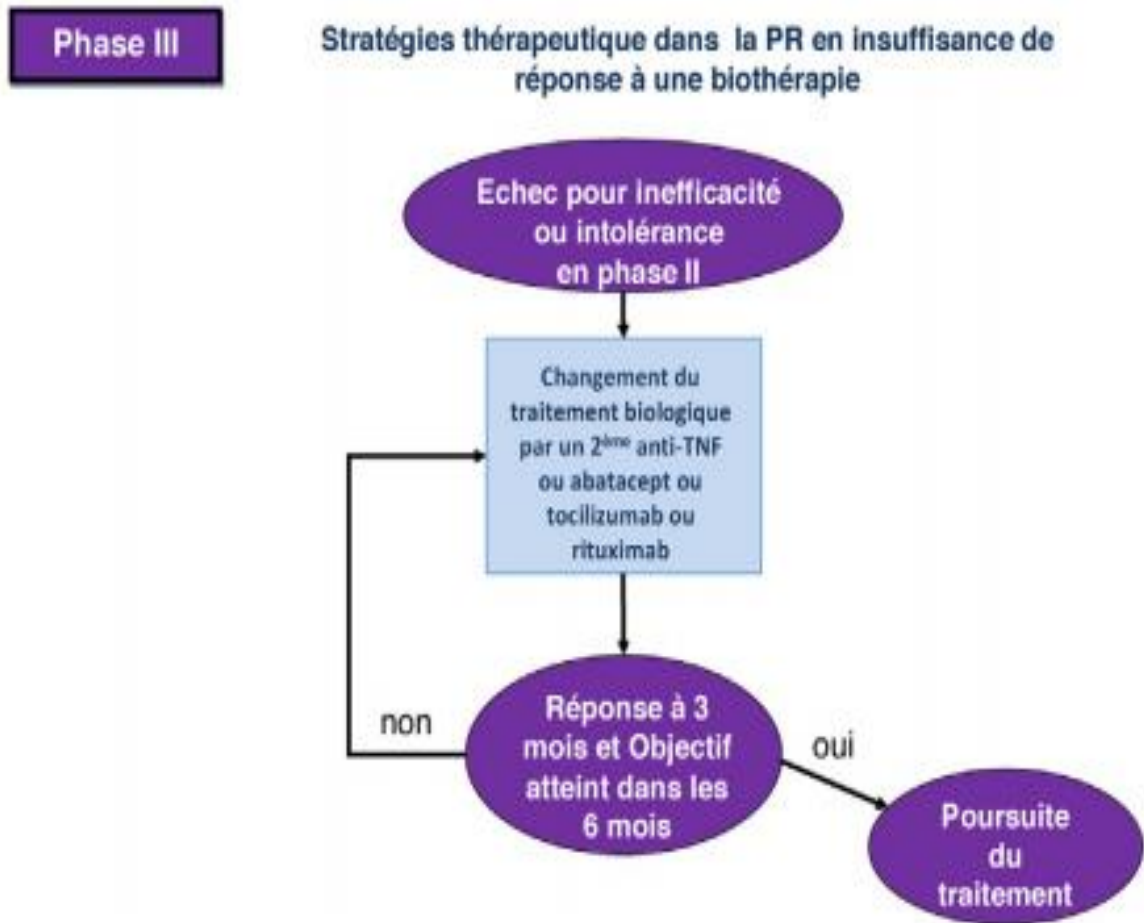 Phase III
Stratégies thérapeutique dans la PR en insuffisance de
réponse à une biothérapie
Echec pour inefficacité
ou intolérance
en phase II
Changement du
traitement biologique
par un 2ème anti-TNF
ou abatacept ou
tocilizumab ou
rituximab
non
Réponse à 3
mois et Objectif
atteint dans les
6 mois
oui
Poursuite
du
traitement